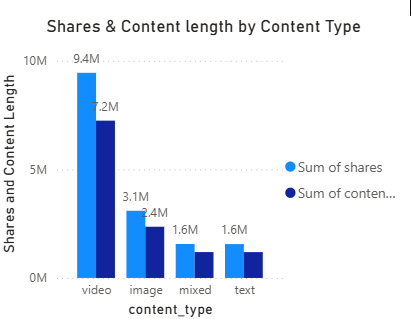 Shares & Content length by Content Type
Shares and Content Length
10M
5M
0M
9.4M
7.2M
3.1M
2.4M
1.6M
1.6M
video
image
mixed
text
content_type
Sum of shares
Sum of conten...